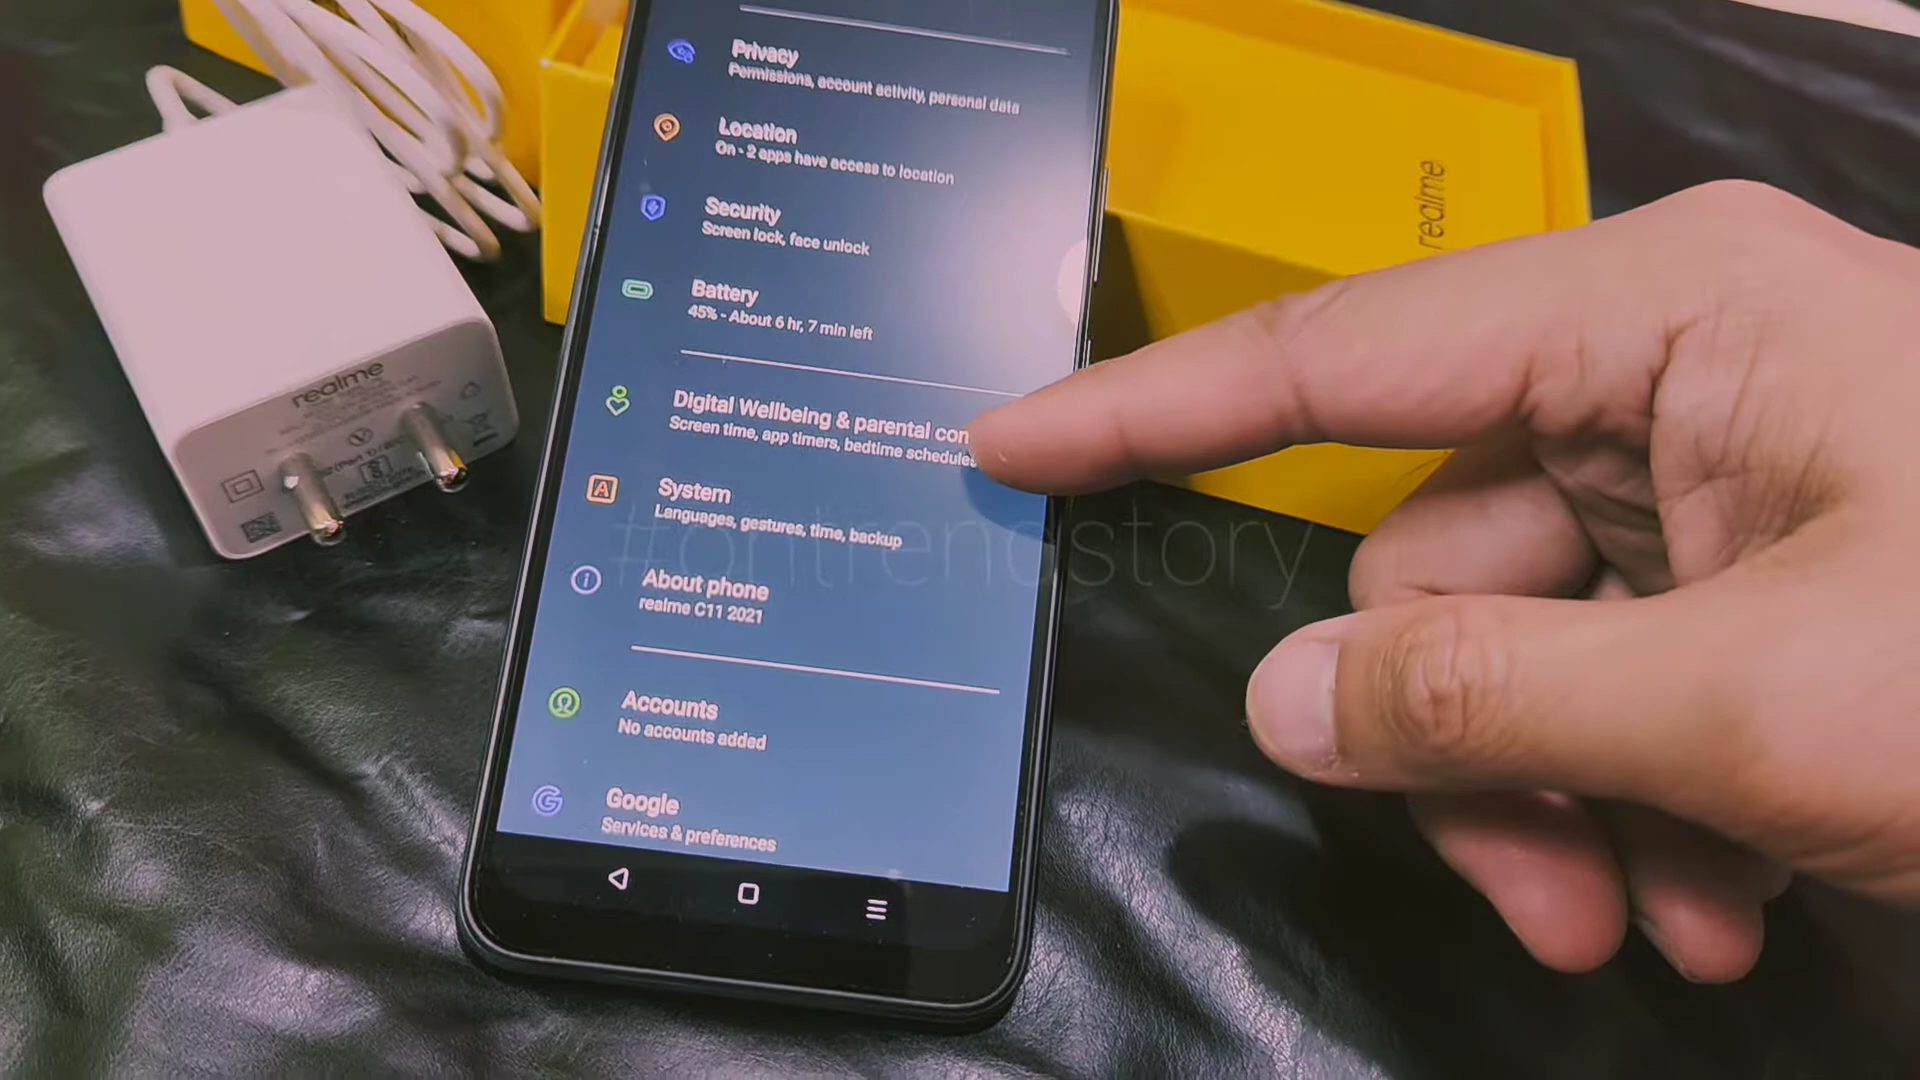 Privacy
Permissions, account activity, personal data
Location
On - 2 apps have access to location
Security
Screen lock, face unlock
Battery
45% - About 6 hr, 7 min left
Digital Wellbeing & parental con
Screen time, app timers, bedtime schedules
System
Languages, gestures, time, backup
About phone
realme C11 2021
Accounts
No accounts added
Google
Services & preferences
realme
realme
#ontrendstory